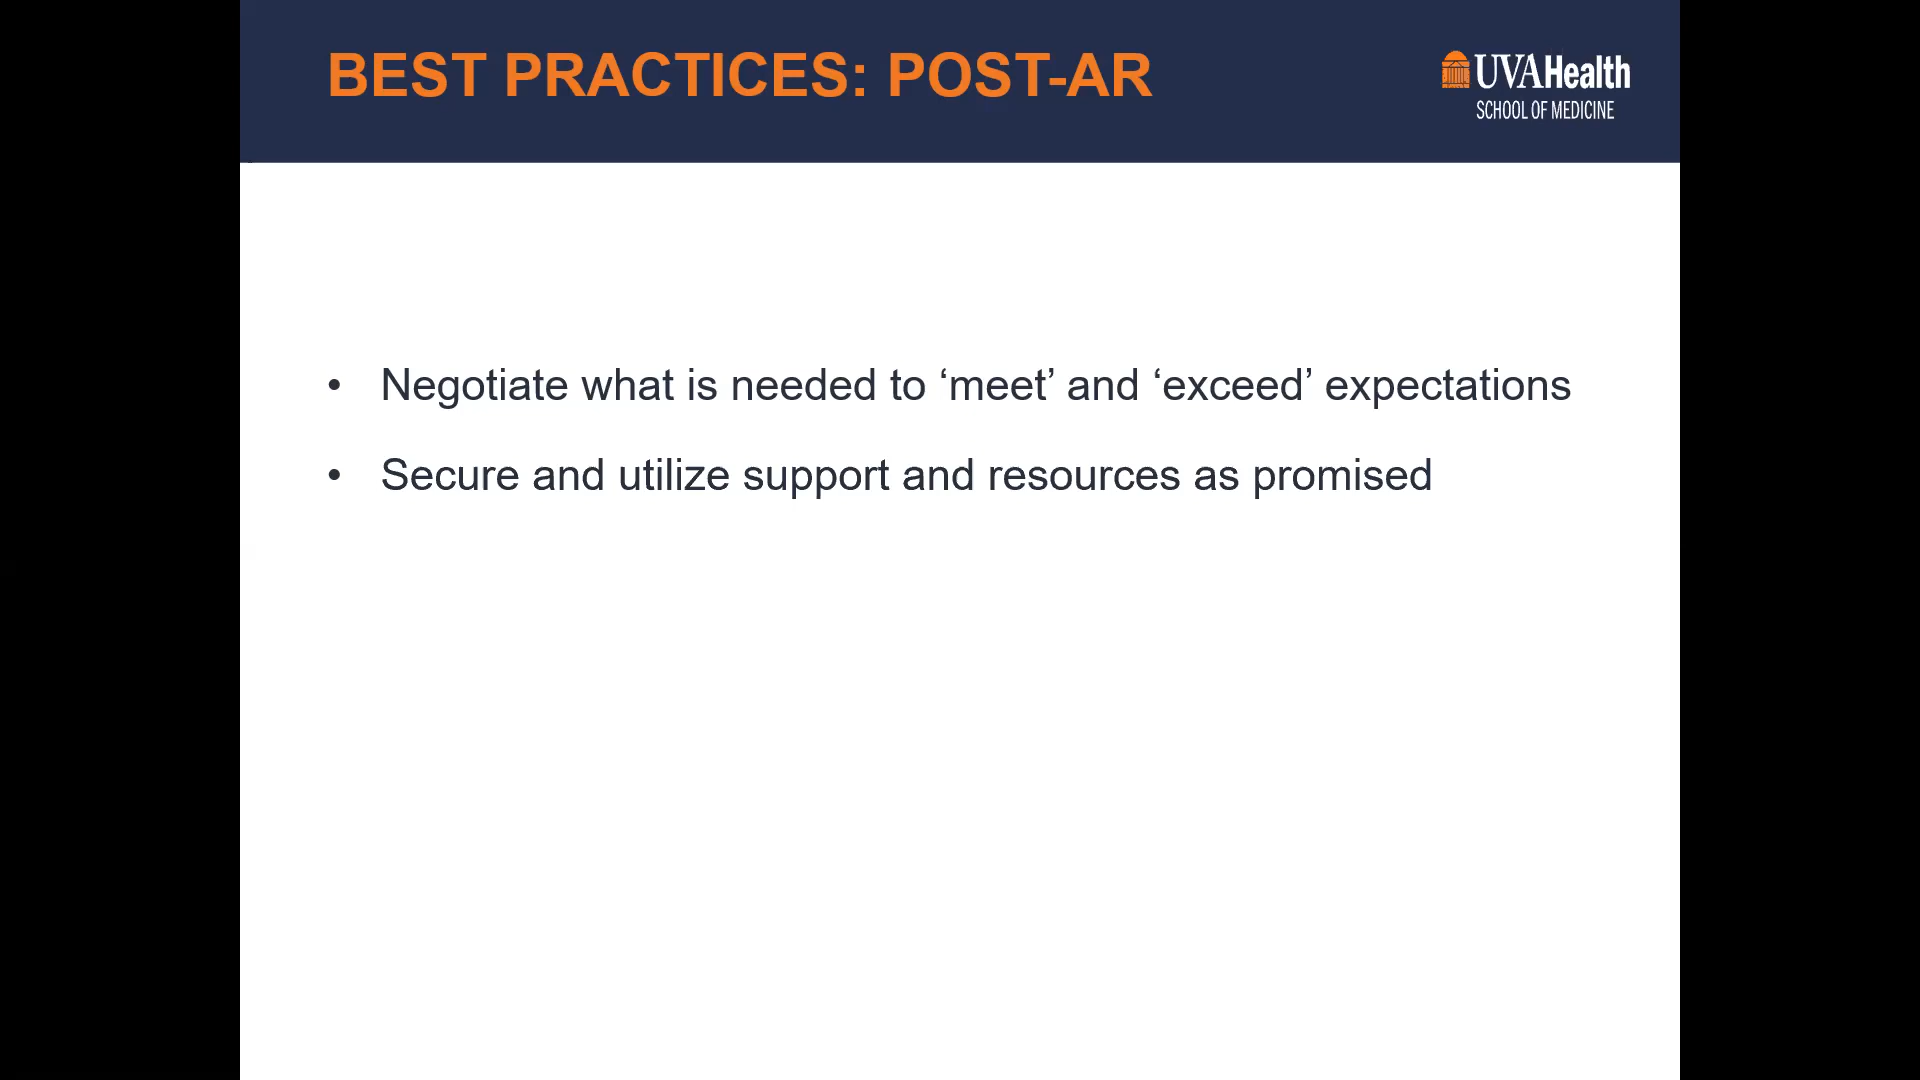 BEST PRACTICES: POST-AR
UVAHealth
SCHOOL OF MEDICINE
• Negotiate what is needed to ‘meet’ and ‘exceed’ expectations
• Secure and utilize support and resources as promised